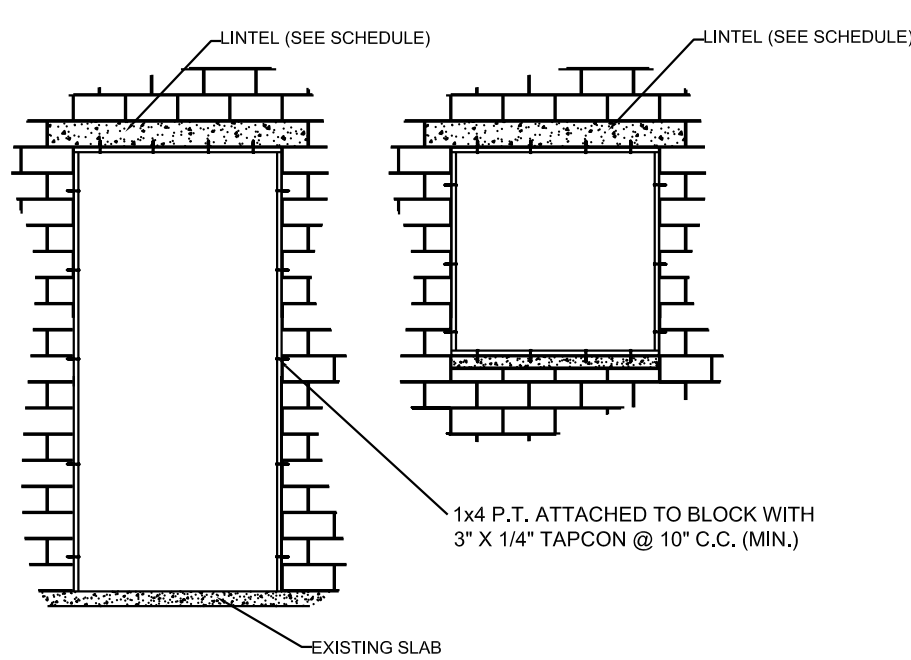 LINTEL (SEE SCHEDULE)
LINTEL (SEE SCHEDULE)
1x4 P.T. ATTACHED TO BLOCK WITH
3" X 1/4" TAPCON @ 10" C.C. (MIN.)
EXISTING SLAB